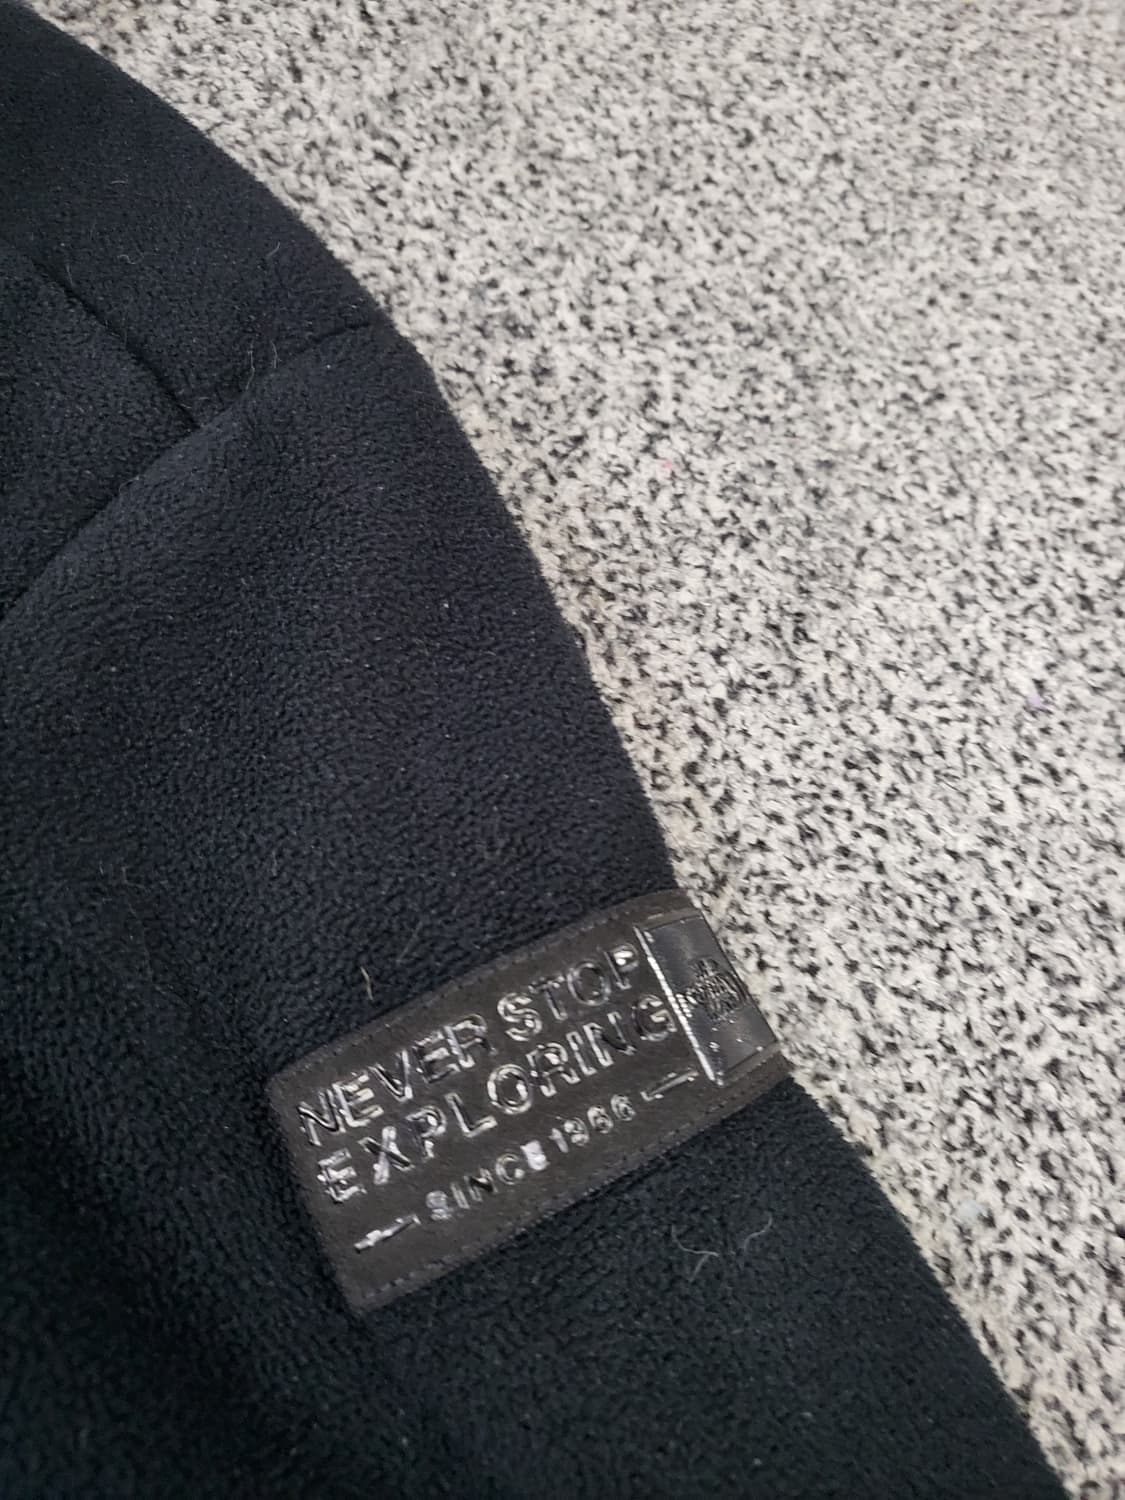 NEVER STOP
EXPLORING
— SINCE 1966 —